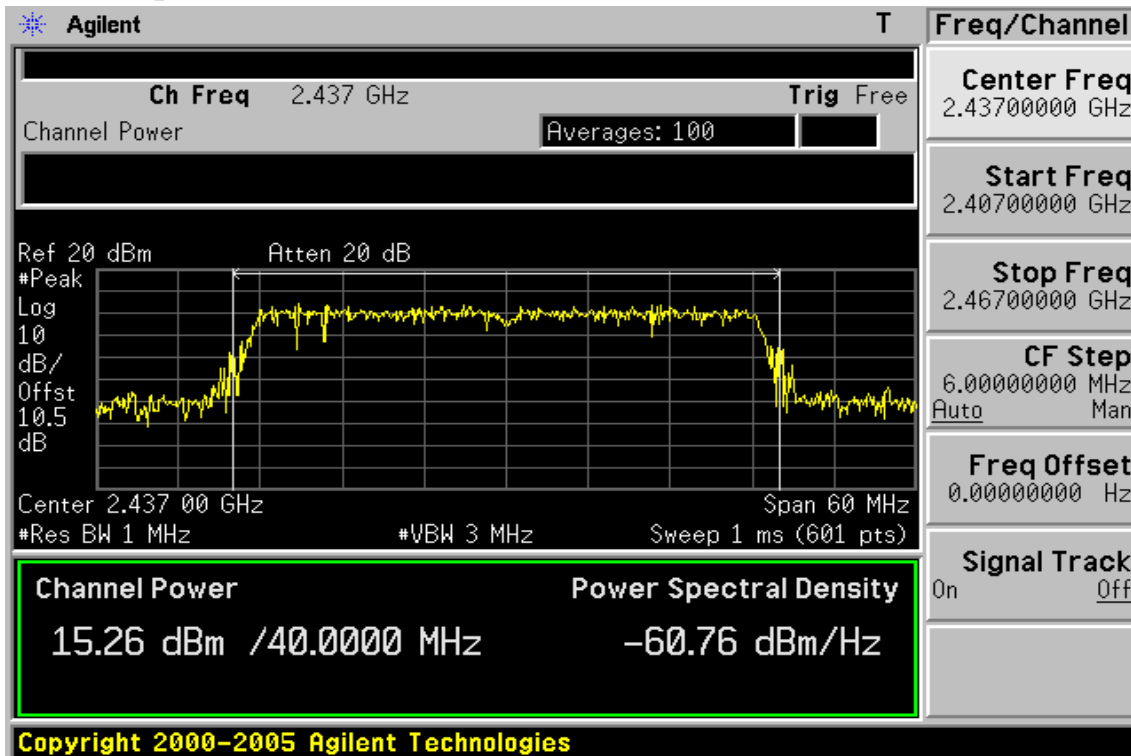 Agilent T
Freq/Channel
Ch Freq 2.437 GHz Trig Free
Channel Power Averages: 100
Ref 20 dBm Atten 20 dB
#Peak
Log
10
dB/
Offst
10.5
dB
Center 2.437 00 GHz Span 60 MHz
#Res BW 1 MHz #VBW 3 MHz Sweep 1 ms (601 pts)
Channel Power Power Spectral Density
15.26 dBm /40.0000 MHz -60.76 dBm/Hz
Center Freq
2.43700000 GHz
Start Freq
2.40700000 GHz
Stop Freq
2.46700000 GHz
CF Step
6.00000000 MHz
Auto Man
Freq Offset
0.00000000 Hz
Signal Track
On Off
Copyright 2000-2005 Agilent Technologies